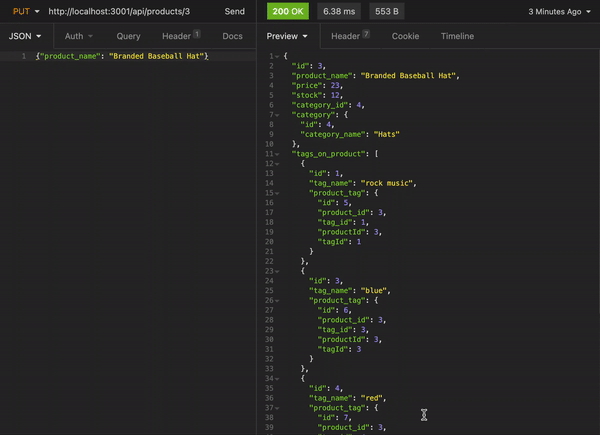 PUT http://localhost:3001/api/products/3 Send
200 OK 6.38 ms 553 B 3 Minutes Ago
JSON Auth Query Header 1 Docs
Preview Header 7 Cookie Timeline
1 {"product_name": "Branded Baseball Hat"}
1 {
2 "id": 3,
3 "product_name": "Branded Baseball Hat",
4 "price": 23,
5 "stock": 12,
6 "category_id": 4,
7 "category": {
8 "id": 4,
9 "category_name": "Hats"
10 },
11 "tags_on_product": [
12 {
13 "id": 1,
14 "tag_name": "rock music",
15 "product_tag": {
16 "id": 5,
17 "product_id": 3,
18 "tag_id": 1,
19 "productId": 3,
20 "tagId": 1
21 }
22 },
23 {
24 "id": 3,
25 "tag_name": "blue",
26 "product_tag": {
27 "id": 6,
28 "product_id": 3,
29 "tag_id": 3,
30 "productId": 3,
31 "tagId": 3
32 }
33 },
34 {
35 "id": 4,
36 "tag_name": "red",
37 "product_tag": {
38 "id": 7,
39 "product_id": 3,